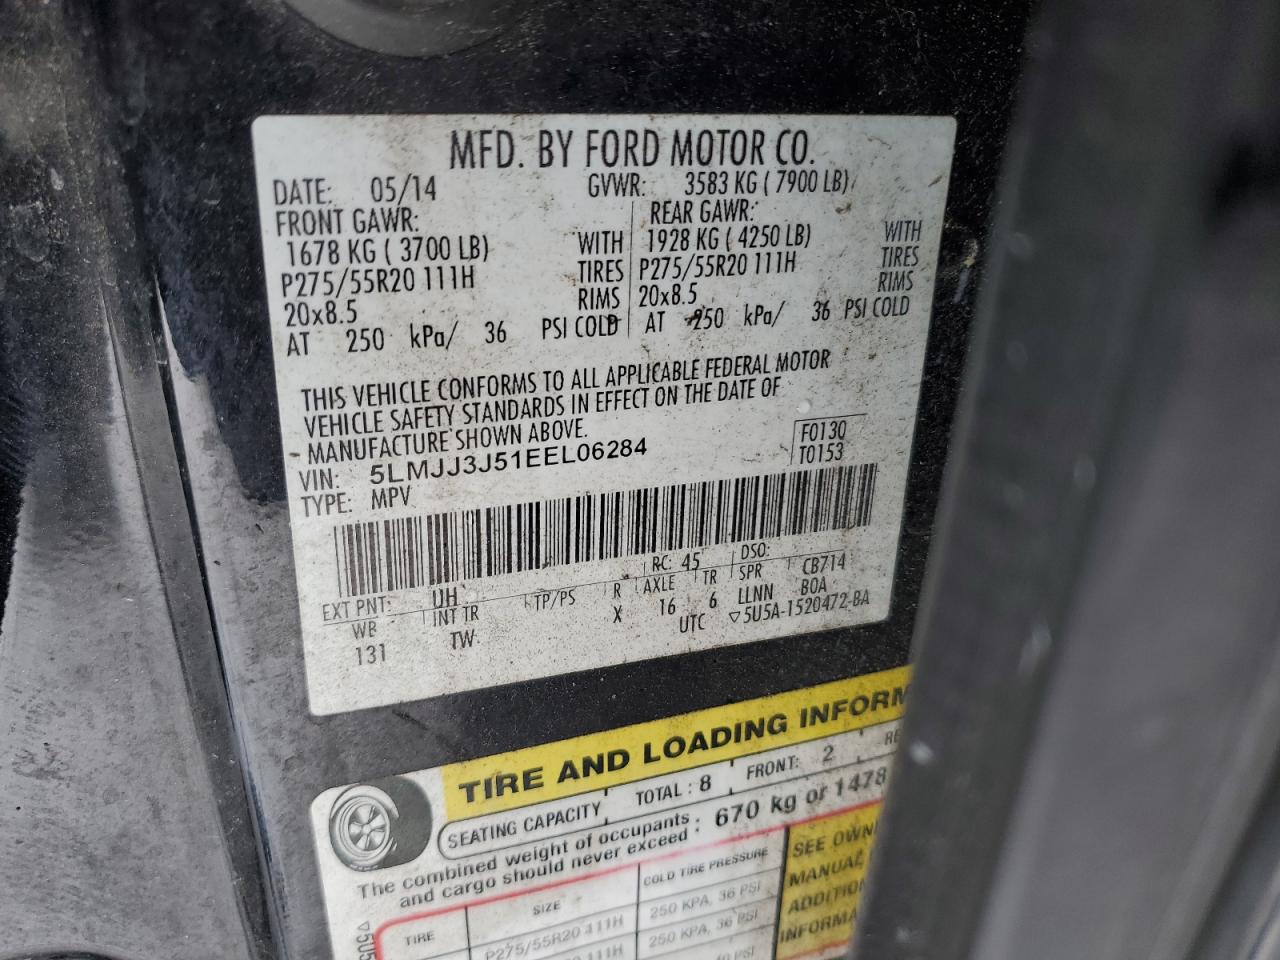 MFD. BY FORD MOTOR CO.
DATE: 05/14 GVWR: 3583 KG ( 7900 LB)
FRONT GAWR: REAR GAWR:
1678 KG ( 3700 LB) WITH 1928 KG ( 4250 LB) WITH
P275/55R20 111H TIRES P275/55R20 111H TIRES
20x8.5 RIMS 20x8.5 RIMS
AT 250 kPa/ 36 PSI COLD AT 250 kPa/ 36 PSI COLD
THIS VEHICLE CONFORMS TO ALL APPLICABLE FEDERAL MOTOR
VEHICLE SAFETY STANDARDS IN EFFECT ON THE DATE OF
MANUFACTURE SHOWN ABOVE.
F0130
VIN: 5LMJJ3J51EEL06284 T0153
TYPE: MPV
RC: 45 DSO:
EXT PNT: UH
WB INT TR TP/PS R AXLE TR SPR CB714
131 TW X 16 6 LLNN BOA
UTC ▽5U5A-1520472-BA
TIRE AND LOADING INFORM
SEATING CAPACITY TOTAL : 8 FRONT: 2 RE
The combined weight of occupants
and cargo should never exceed : 670 kg or 1478
TIRE SIZE COLD TIRE PRESSURE
P275/55R20 111H 250 KPA, 36 PSI
111H 250 KPA, 36 PSI
PSI
SEE OWN
MANUAL
ADDITION
INFORMA
▽5U5